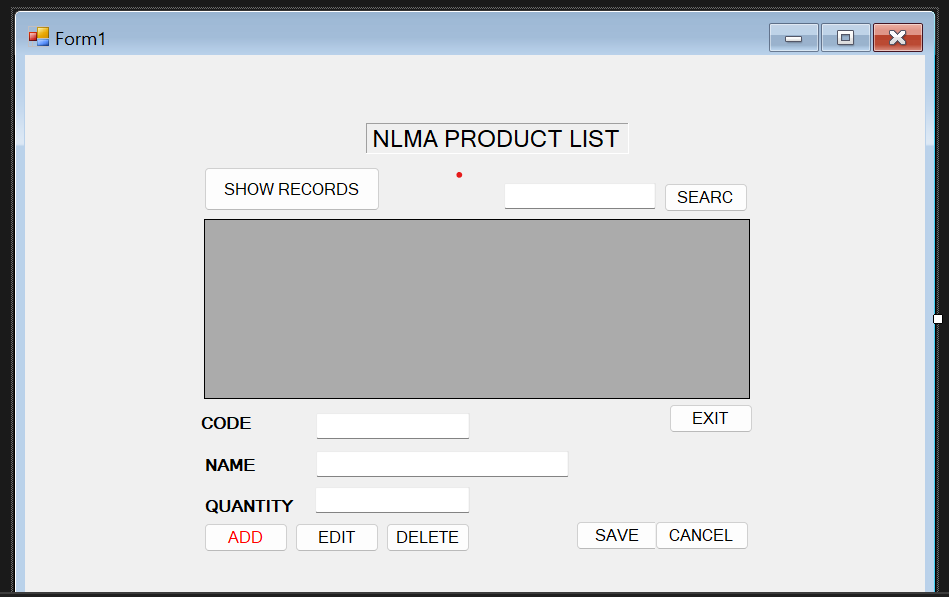 Form1
NLMA PRODUCT LIST
SHOW RECORDS
SEARC
EXIT
CODE
NAME
QUANTITY
ADD EDIT DELETE SAVE CANCEL